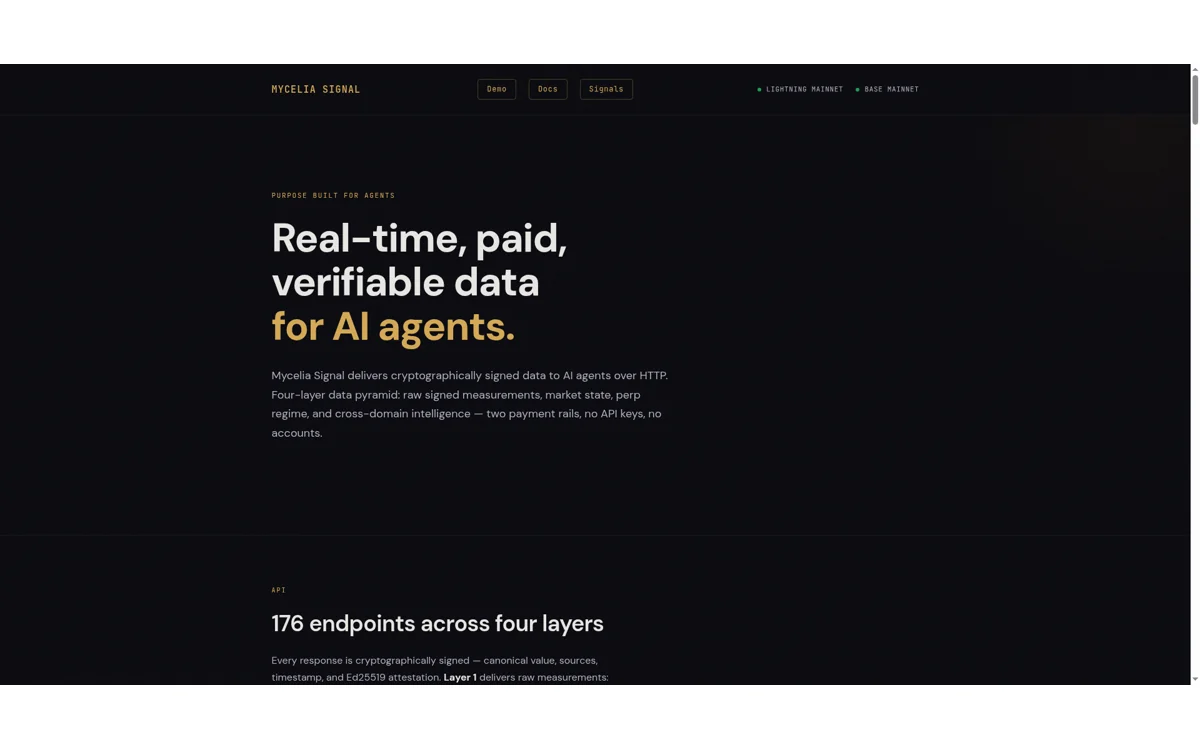 MYCELIA SIGNAL
Demo
Docs
Signals
LIGHTNING MAINNET
BASE MAINNET
PURPOSE BUILT FOR AGENTS
Real-time, paid,
verifiable data
for AI agents.
Mycelia Signal delivers cryptographically signed data to AI agents over HTTP.
Four-layer data pyramid: raw signed measurements, market state, perp
regime, and cross-domain intelligence — two payment rails, no API keys, no
accounts.
API
176 endpoints across four layers
Every response is cryptographically signed — canonical value, sources,
timestamp, and Ed25519 attestation. Layer 1 delivers raw measurements: